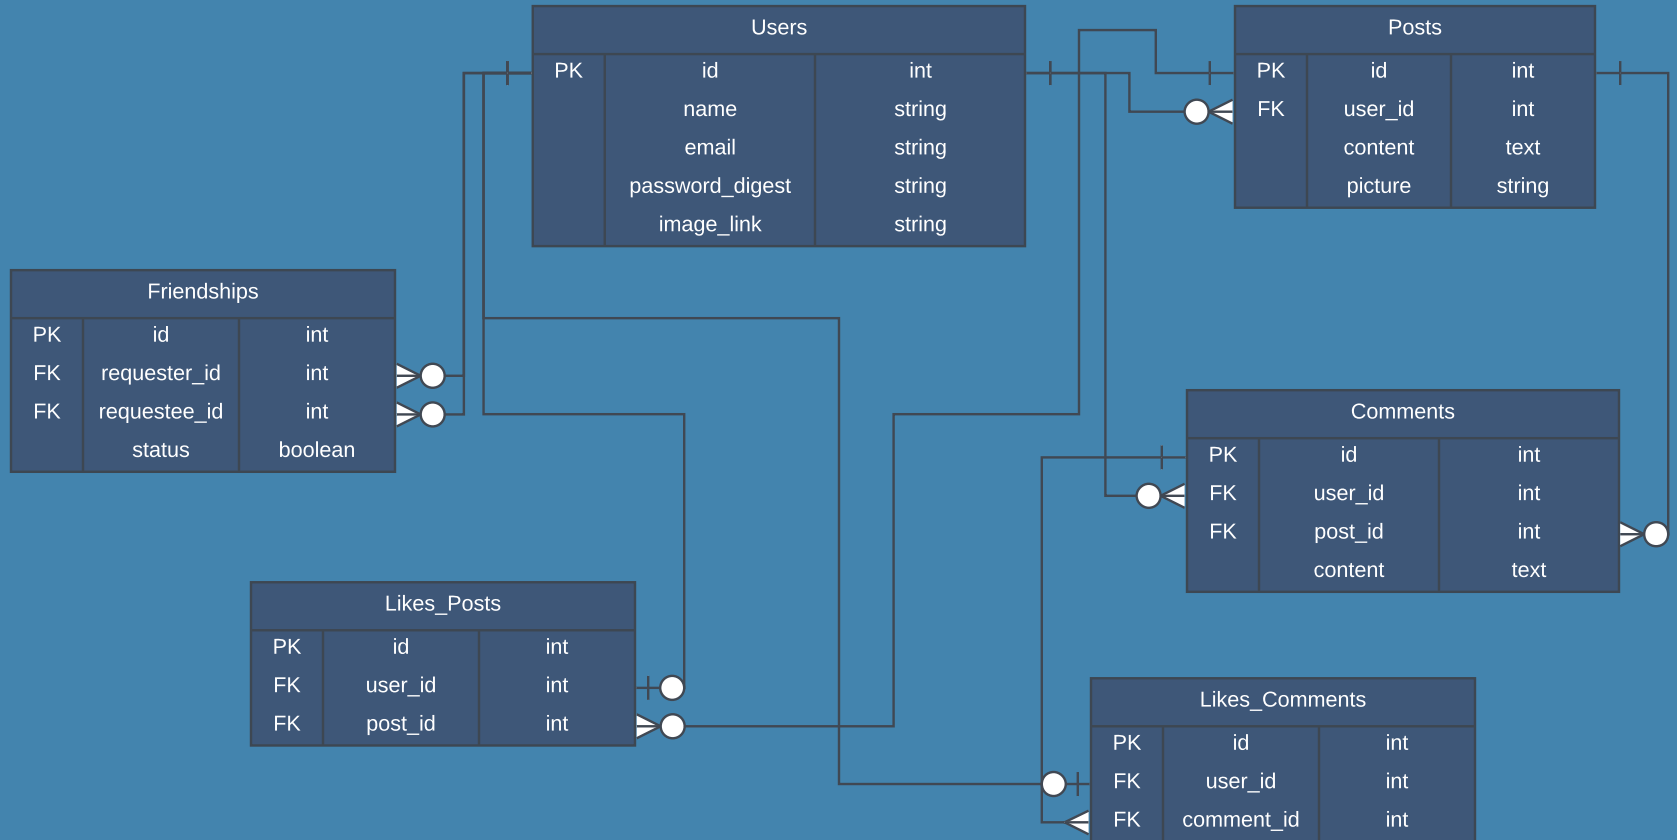 Users
PK id int
name string
email string
password_digest string
image_link string
Posts
PK id int
FK user_id int
content text
picture string
Friendships
PK id int
FK requester_id int
FK requestee_id int
status boolean
Comments
PK id int
FK user_id int
FK post_id int
content text
Likes_Posts
PK id int
FK user_id int
FK post_id int
Likes_Comments
PK id int
FK user_id int
FK comment_id int